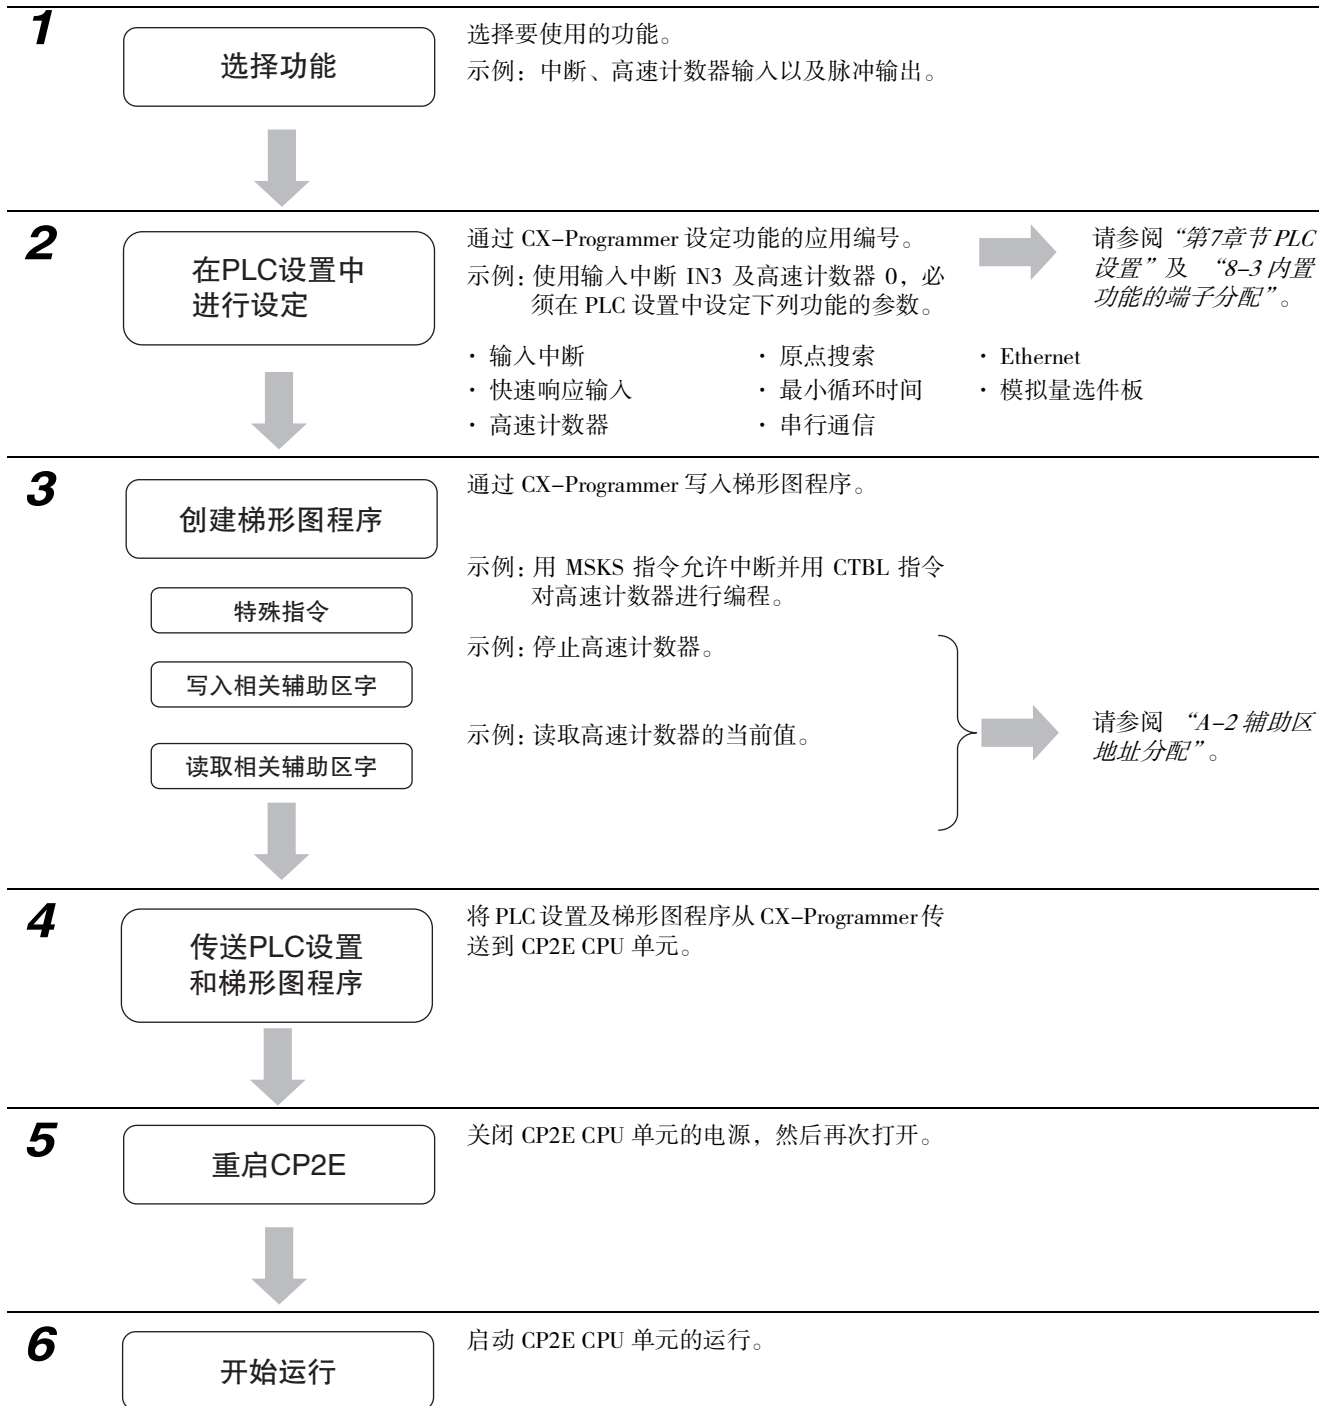 1
选择功能
选择要使用的功能。
示例：中断、高速计数器输入以及脉冲输出。
2
在PLC设置中
进行设定
通过 CX–Programmer 设定功能的应用编号。
示例：使用输入中断 IN3 及高速计数器 0，必
须在 PLC 设置中设定下列功能的参数。
· 输入中断
· 快速响应输入
· 高速计数器
· 原点搜索
· 最小循环时间
· 串行通信
· Ethernet
· 模拟量选件板
请参阅 “第7章节 PLC
设置” 及 “8–3 内置
功能的端子分配”。
3
创建梯形图程序
通过 CX–Programmer 写入梯形图程序。
特殊指令
示例：用 MSKS 指令允许中断并用 CTBL 指令
对高速计数器进行编程。
写入相关辅助区字
示例：停止高速计数器。
读取相关辅助区字
示例：读取高速计数器的当前值。
请参阅 “A–2 辅助区
地址分配”。
4
传送PLC设置
和梯形图程序
将 PLC 设置及梯形图程序从 CX–Programmer 传
送到 CP2E CPU 单元。
5
重启CP2E
关闭 CP2E CPU 单元的电源，然后再次打开。
6
开始运行
启动 CP2E CPU 单元的运行。